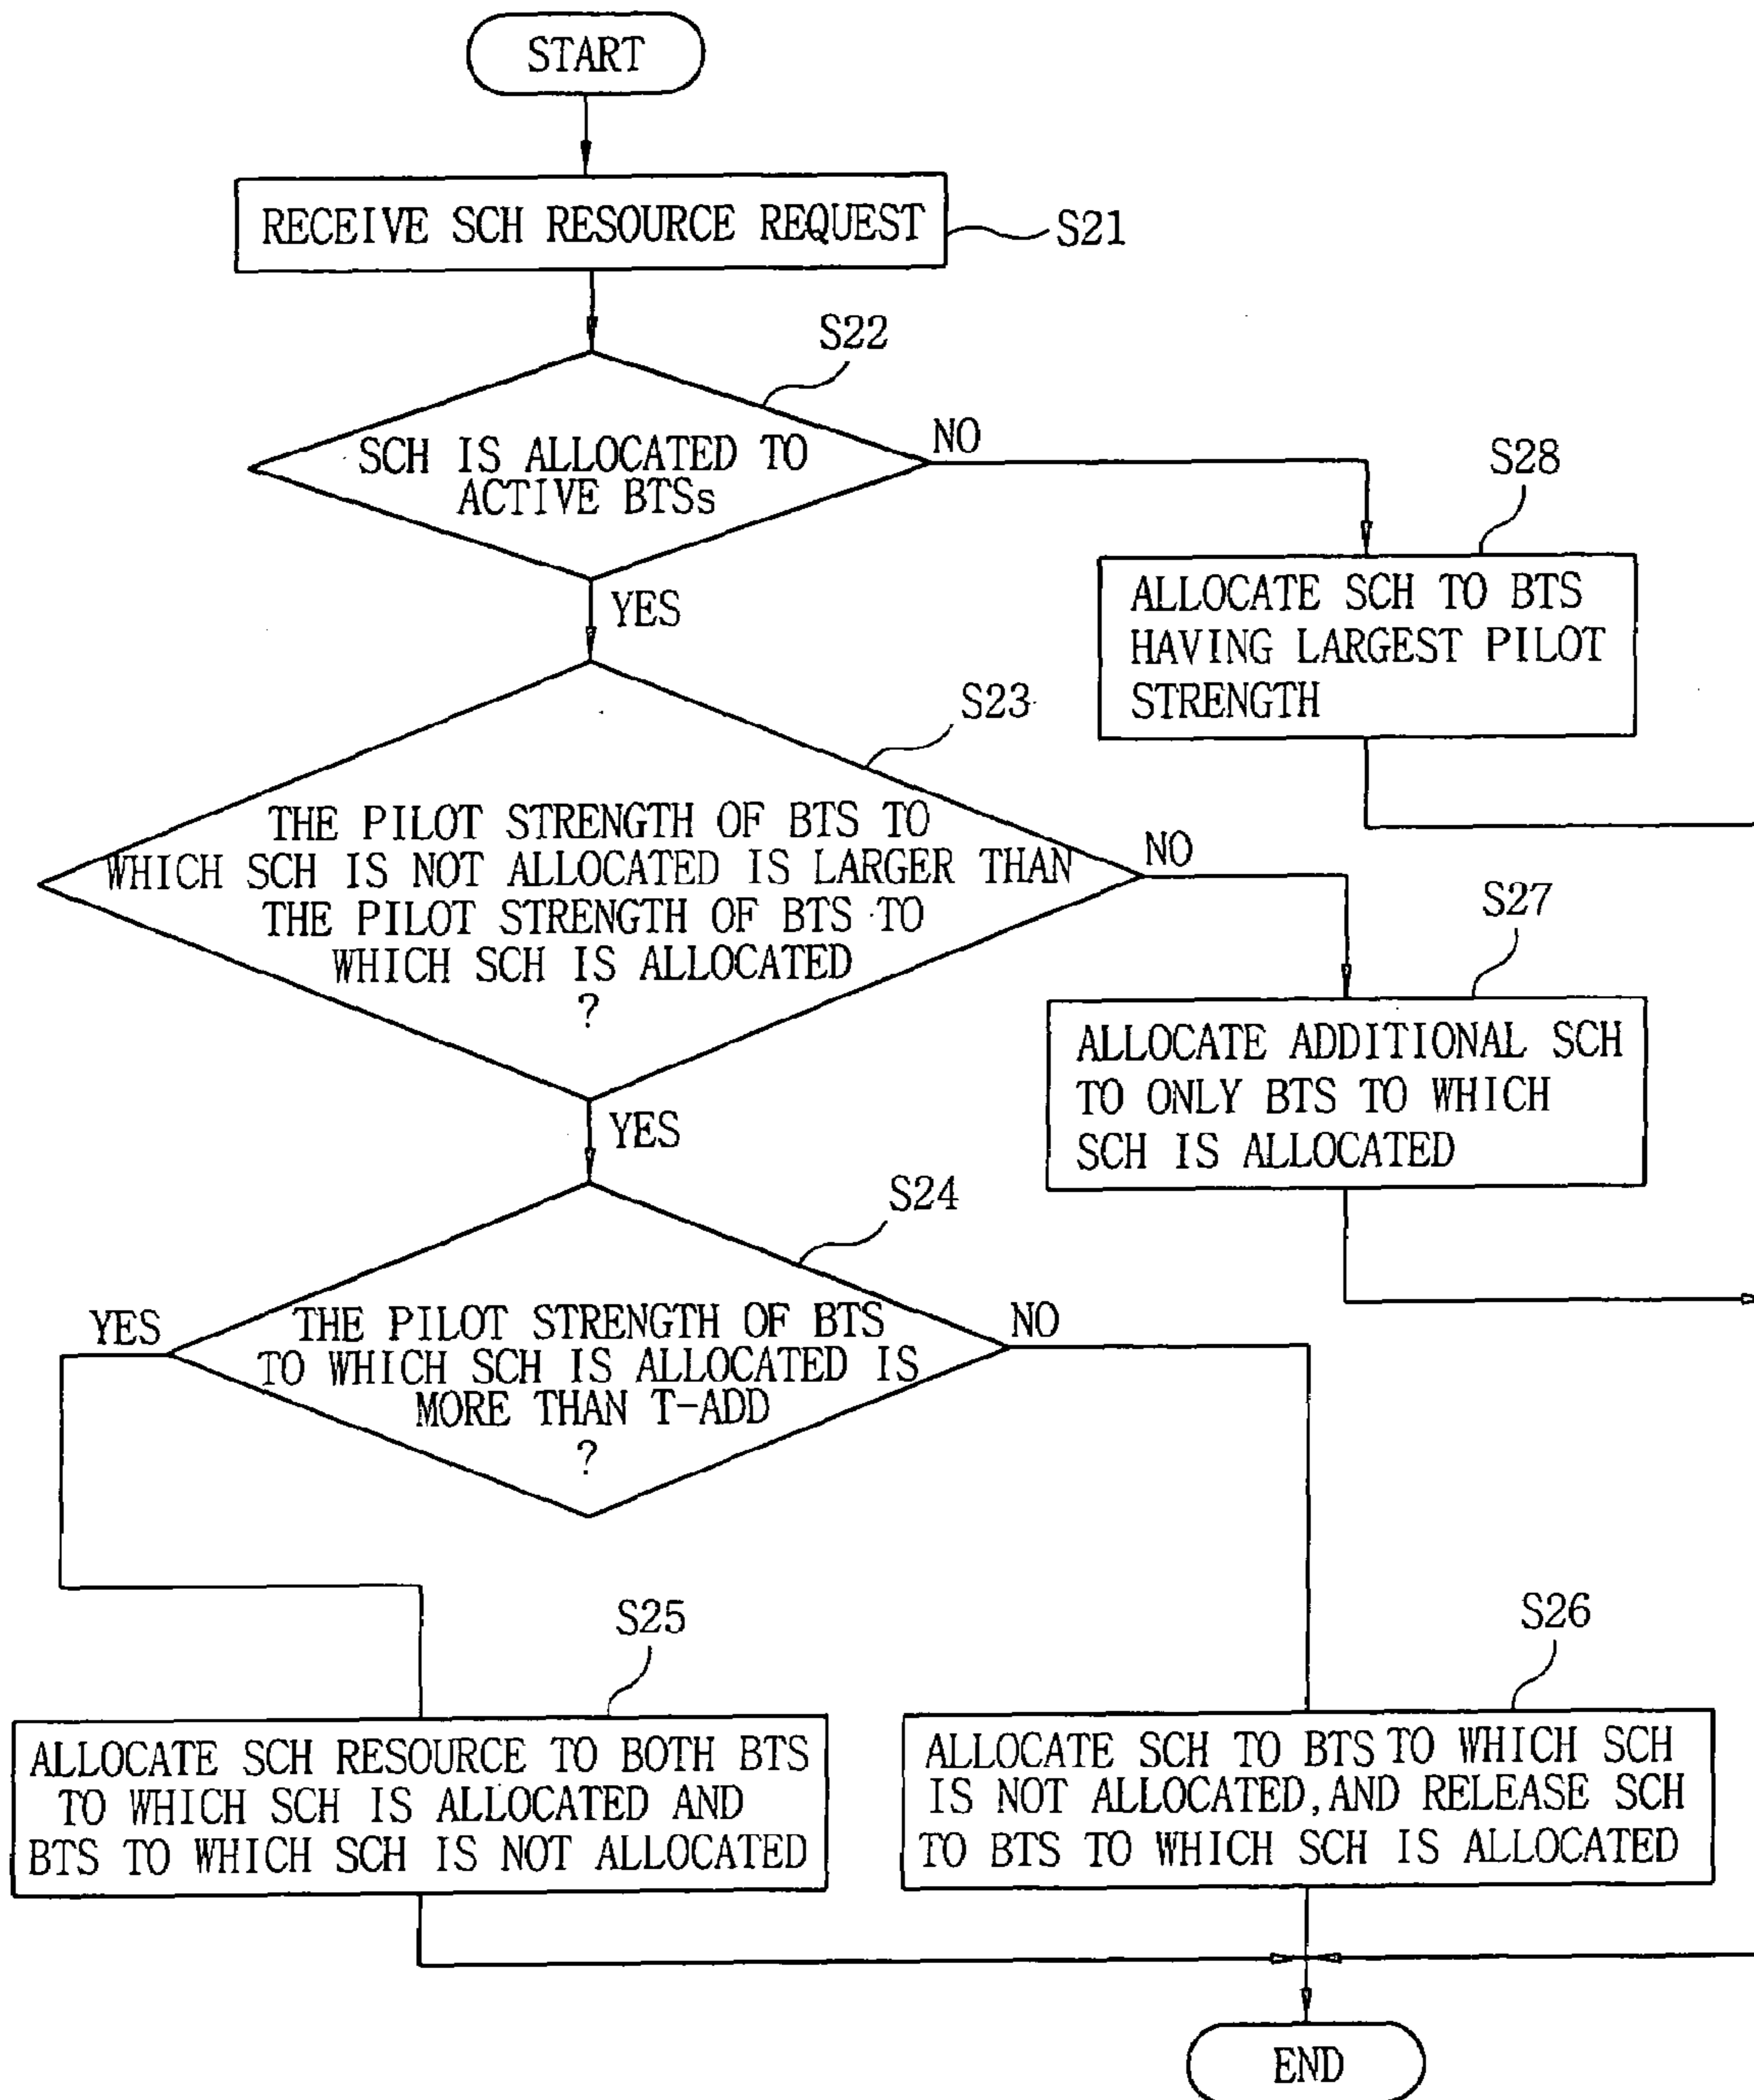 START
RECEIVE SCH RESOURCE REQUEST
S21
S22
SCH IS ALLOCATED TO
ACTIVE BTSs
NO
YES
S28
ALLOCATE SCH TO BTS
HAVING LARGEST PILOT
STRENGTH
S23
THE PILOT STRENGTH OF BTS TO
WHICH SCH IS NOT ALLOCATED IS LARGER THAN
THE PILOT STRENGTH OF BTS TO
WHICH SCH IS ALLOCATED
?
NO
YES
S27
ALLOCATE ADDITIONAL SCH
TO ONLY BTS TO WHICH
SCH IS ALLOCATED
S24
THE PILOT STRENGTH OF BTS
TO WHICH SCH IS ALLOCATED IS
MORE THAN T-ADD
?
YES
NO
S25
ALLOCATE SCH RESOURCE TO BOTH BTS
TO WHICH SCH IS ALLOCATED AND
BTS TO WHICH SCH IS NOT ALLOCATED
S26
ALLOCATE SCH TO BTS TO WHICH SCH
IS NOT ALLOCATED, AND RELEASE SCH
TO BTS TO WHICH SCH IS ALLOCATED
END